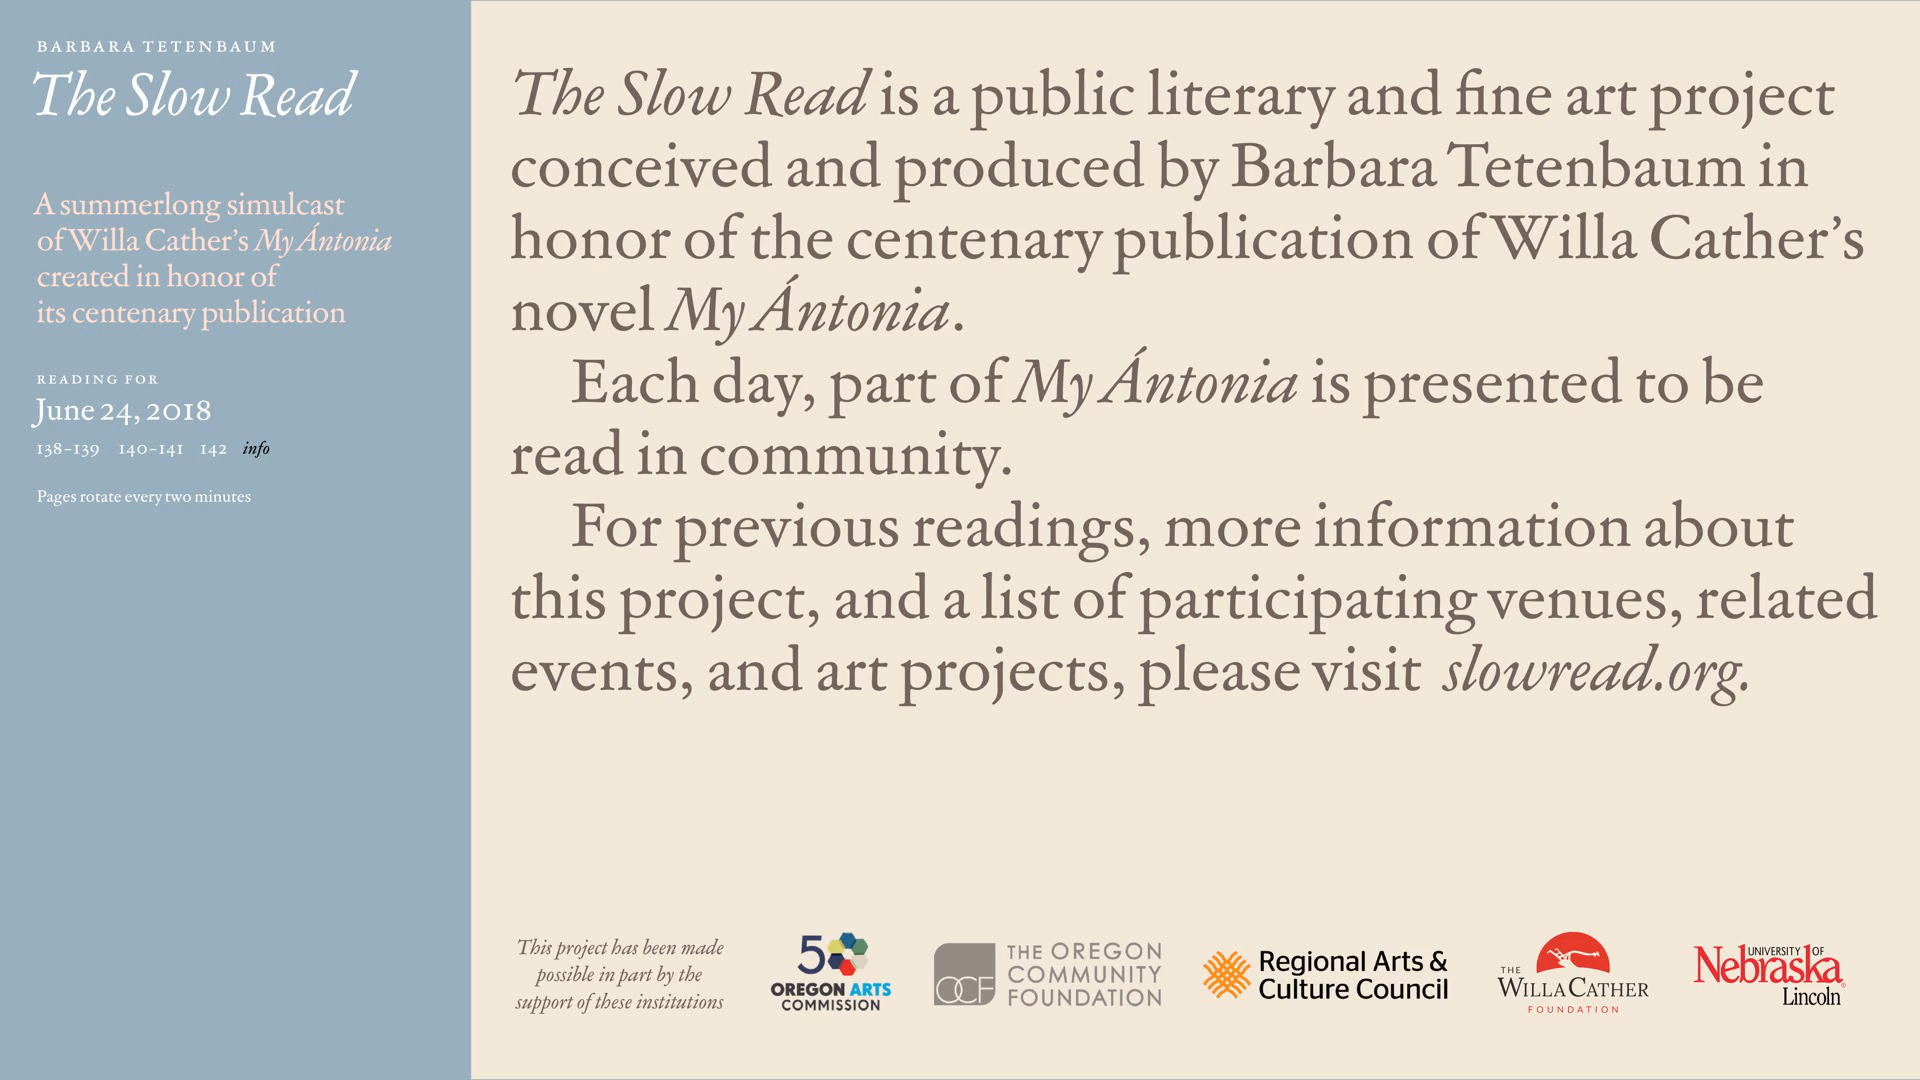 BARBARA TETENBAUM
The Slow Read
A summerlong simulcast
of Willa Cather’s My Ántonia
created in honor of
its centenary publication
READING FOR
June 24, 2018
138–139 140–141 142 info
Pages rotate every two minutes
The Slow Read is a public literary and fine art project
conceived and produced by Barbara Tetenbaum in
honor of the centenary publication of Willa Cather’s
novel My Ántonia.
Each day, part of My Ántonia is presented to be
read in community.
For previous readings, more information about
this project, and a list of participating venues, related
events, and art projects, please visit slowread.org.
This project has been made
possible in part by the
support of these institutions
50
OREGON ARTS
COMMISSION
OCF
THE OREGON
COMMUNITY
FOUNDATION
Regional Arts &
Culture Council
THE
WILLA CATHER
FOUNDATION
UNIVERSITY OF
Nebraska
Lincoln